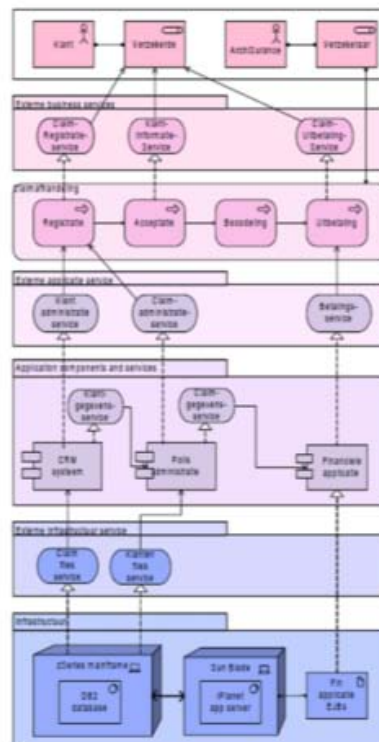 Klant
Verzekerde
ArchiSurance
Verzekeraar
Externe business services
Claim-
Registratie-
service
Klant-
Informatie-
Service
Claim-
Uitbetaling-
Service
Claimafhandeling
Registratie
Acceptatie
Beoordeling
Uitbetaling
Externe applicatie service
Klant
administratie
service
Claim-
administratie
service
Betalings-
service
Application components and services
Klant-
gegevens-
service
Claim-
gegevens-
service
CRM
systeem
Polis
administratie
Financiele
applicatie
Externe infrastructuur service
Claim
files
service
Klanten
files
service
Infrastructuur
zSeries mainframe
Sun Blade
DB2
database
iPlanet
app server
Fin
applicatie
EJBs